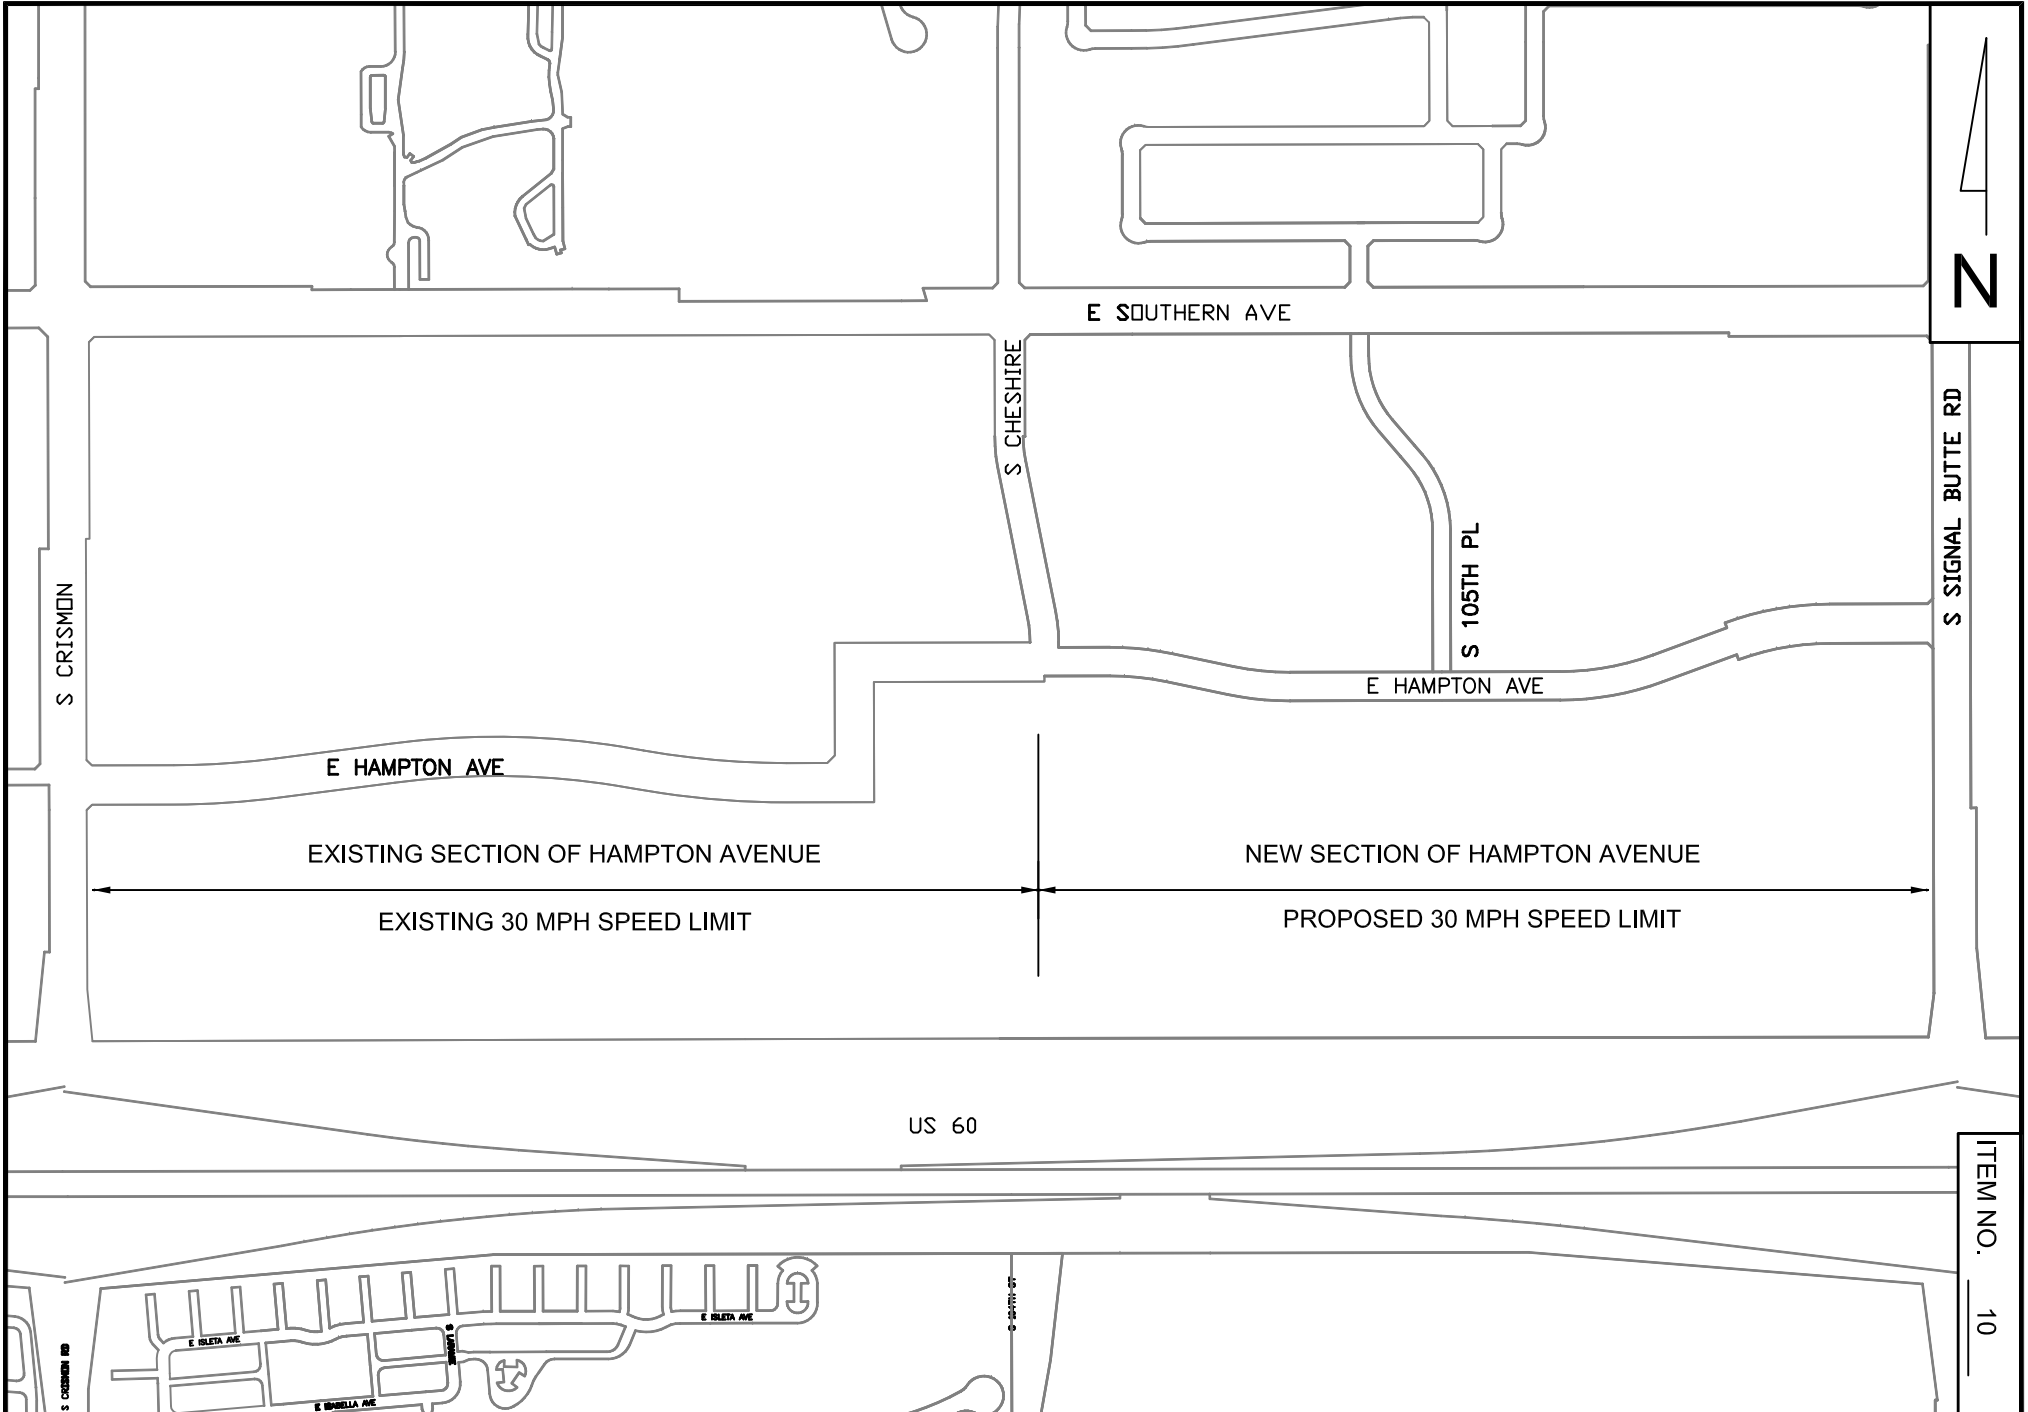 N
E SOUTHERN AVE
S CHESHIRE
S SIGNAL BUTTE RD
S 105TH PL
S CRISMON
E HAMPTON AVE
E HAMPTON AVE
EXISTING SECTION OF HAMPTON AVENUE
NEW SECTION OF HAMPTON AVENUE
EXISTING 30 MPH SPEED LIMIT
PROPOSED 30 MPH SPEED LIMIT
US 60
ITEM NO. 10
E ISLETA AVE
E ISLETA AVE
S CRISMON RD
E ISABELLA AVE